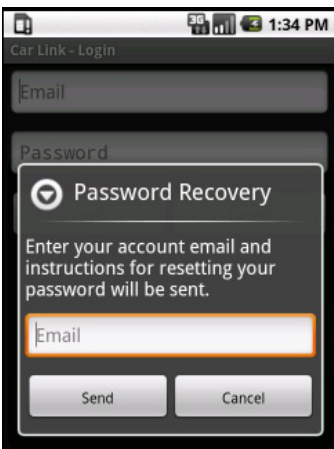 3G
1:34 PM
Car Link - Login
Email
Password
Password Recovery
Enter your account email and
instructions for resetting your
password will be sent.
Email
Send Cancel